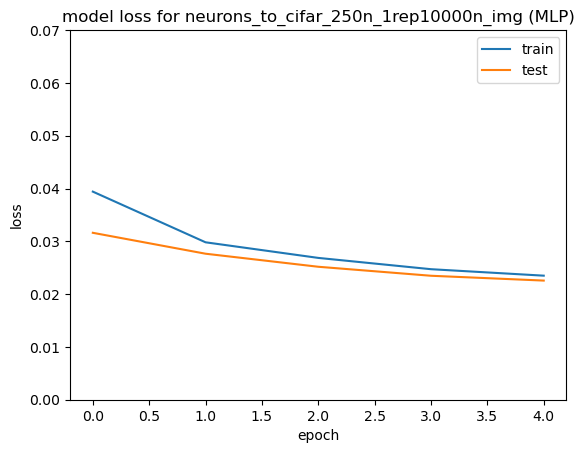 model loss for neurons_to_cifar_250n_1rep10000n_img (MLP)
0.07
0.06
0.05
0.04
0.03
0.02
0.01
0.00
loss
train
test
0.0 0.5 1.0 1.5 2.0 2.5 3.0 3.5 4.0
epoch